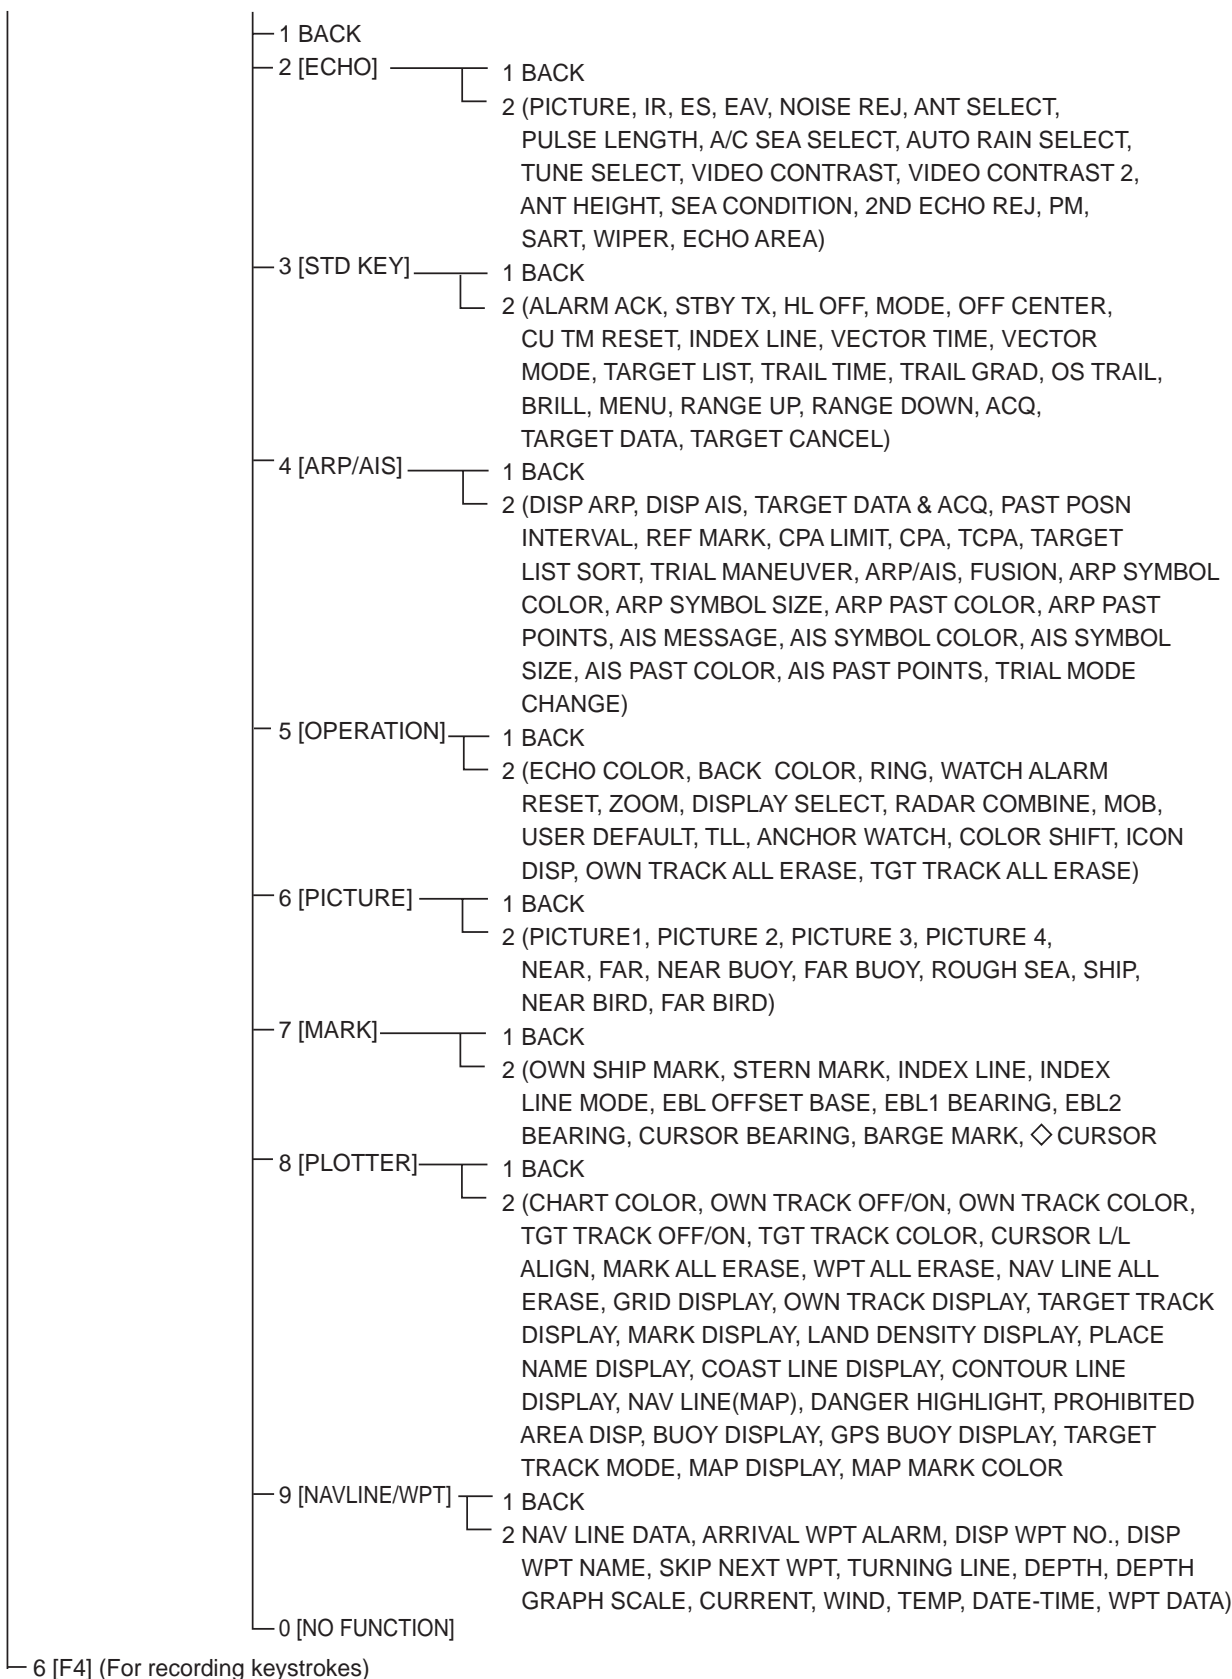 1 BACK
2 [ECHO]
1 BACK
2 (PICTURE, IR, ES, EAV, NOISE REJ, ANT SELECT,
PULSE LENGTH, A/C SEA SELECT, AUTO RAIN SELECT,
TUNE SELECT, VIDEO CONTRAST, VIDEO CONTRAST 2,
ANT HEIGHT, SEA CONDITION, 2ND ECHO REJ, PM,
SART, WIPER, ECHO AREA)
3 [STD KEY]
1 BACK
2 (ALARM ACK, STBY TX, HL OFF, MODE, OFF CENTER,
CU TM RESET, INDEX LINE, VECTOR TIME, VECTOR
MODE, TARGET LIST, TRAIL TIME, TRAIL GRAD, OS TRAIL,
BRILL, MENU, RANGE UP, RANGE DOWN, ACQ,
TARGET DATA, TARGET CANCEL)
4 [ARP/AIS]
1 BACK
2 (DISP ARP, DISP AIS, TARGET DATA & ACQ, PAST POSN
INTERVAL, REF MARK, CPA LIMIT, CPA, TCPA, TARGET
LIST SORT, TRIAL MANEUVER, ARP/AIS, FUSION, ARP SYMBOL
COLOR, ARP SYMBOL SIZE, ARP PAST COLOR, ARP PAST
POINTS, AIS MESSAGE, AIS SYMBOL COLOR, AIS SYMBOL
SIZE, AIS PAST COLOR, AIS PAST POINTS, TRIAL MODE
CHANGE)
5 [OPERATION]
1 BACK
2 (ECHO COLOR, BACK  COLOR, RING, WATCH ALARM
RESET, ZOOM, DISPLAY SELECT, RADAR COMBINE, MOB,
USER DEFAULT, TLL, ANCHOR WATCH, COLOR SHIFT, ICON
DISP, OWN TRACK ALL ERASE, TGT TRACK ALL ERASE)
6 [PICTURE]
1 BACK
2 (PICTURE1, PICTURE 2, PICTURE 3, PICTURE 4,
NEAR, FAR, NEAR BUOY, FAR BUOY, ROUGH SEA, SHIP,
NEAR BIRD, FAR BIRD)
7 [MARK]
1 BACK
2 (OWN SHIP MARK, STERN MARK, INDEX LINE, INDEX
LINE MODE, EBL OFFSET BASE, EBL1 BEARING, EBL2
BEARING, CURSOR BEARING, BARGE MARK, ◇ CURSOR
8 [PLOTTER]
1 BACK
2 (CHART COLOR, OWN TRACK OFF/ON, OWN TRACK COLOR,
TGT TRACK OFF/ON, TGT TRACK COLOR, CURSOR L/L
ALIGN, MARK ALL ERASE, WPT ALL ERASE, NAV LINE ALL
ERASE, GRID DISPLAY, OWN TRACK DISPLAY, TARGET TRACK
DISPLAY, MARK DISPLAY, LAND DENSITY DISPLAY, PLACE
NAME DISPLAY, COAST LINE DISPLAY, CONTOUR LINE
DISPLAY, NAV LINE(MAP), DANGER HIGHLIGHT, PROHIBITED
AREA DISP, BUOY DISPLAY, GPS BUOY DISPLAY, TARGET
TRACK MODE, MAP DISPLAY, MAP MARK COLOR
9 [NAVLINE/WPT]
1 BACK
2 NAV LINE DATA, ARRIVAL WPT ALARM, DISP WPT NO., DISP
WPT NAME, SKIP NEXT WPT, TURNING LINE, DEPTH, DEPTH
GRAPH SCALE, CURRENT, WIND, TEMP, DATE-TIME, WPT DATA)
0 [NO FUNCTION]
6 [F4] (For recording keystrokes)